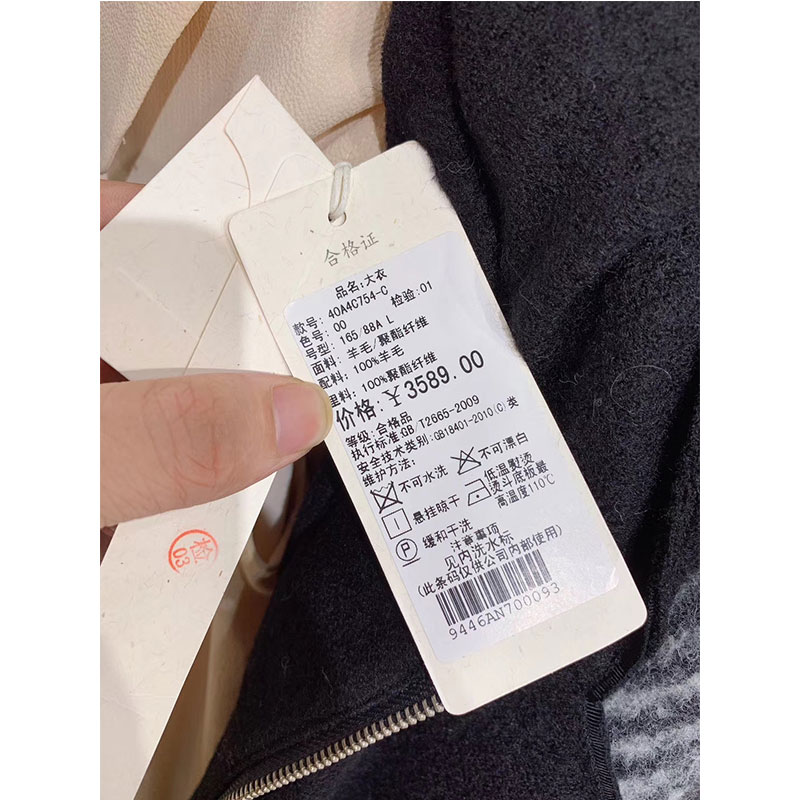 合格证
品名:大衣
款号: 40A4C754-C 检验:01
色号: 00
号型: 165/88A L
面料: 羊毛/聚酯纤维
配料: 100%羊毛
里料: 100%聚酯纤维
价格:¥3589.00
等级:合格品
执行标准:GB/T2665-2009
安全技术类别:GB18401-2010(C)类
维护方法:
不可水洗 不可漂白
悬挂晾干 低温熨烫
熨斗底板最
高温度110℃
P 缓和干洗
注意事项
见内洗水标
(此条码仅供公司内部使用)
9446AN700093
检
03